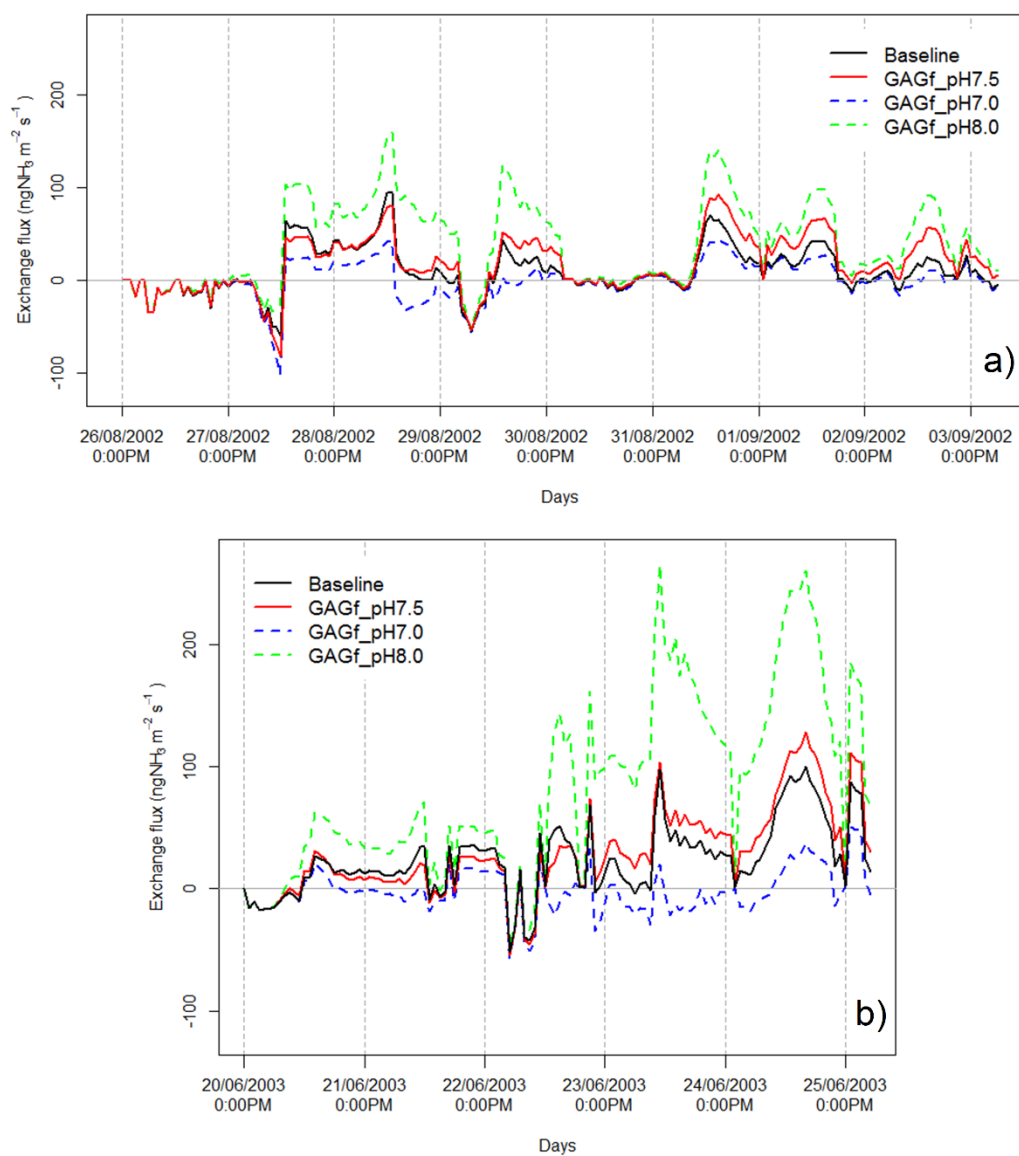 Exchange flux (ngNH₃ m⁻² s⁻¹ )
200
100
0
-100
Baseline
GAGf_pH7.5
GAGf_pH7.0
GAGf_pH8.0
a)
26/08/2002 27/08/2002 28/08/2002 29/08/2002 30/08/2002 31/08/2002 01/09/2002 02/09/2002 03/09/2002
0:00PM 0:00PM 0:00PM 0:00PM 0:00PM 0:00PM 0:00PM 0:00PM 0:00PM
Days
Exchange flux (ngNH₃ m⁻² s⁻¹ )
200
100
0
-100
Baseline
GAGf_pH7.5
GAGf_pH7.0
GAGf_pH8.0
b)
20/06/2003 21/06/2003 22/06/2003 23/06/2003 24/06/2003 25/06/2003
0:00PM 0:00PM 0:00PM 0:00PM 0:00PM 0:00PM
Days